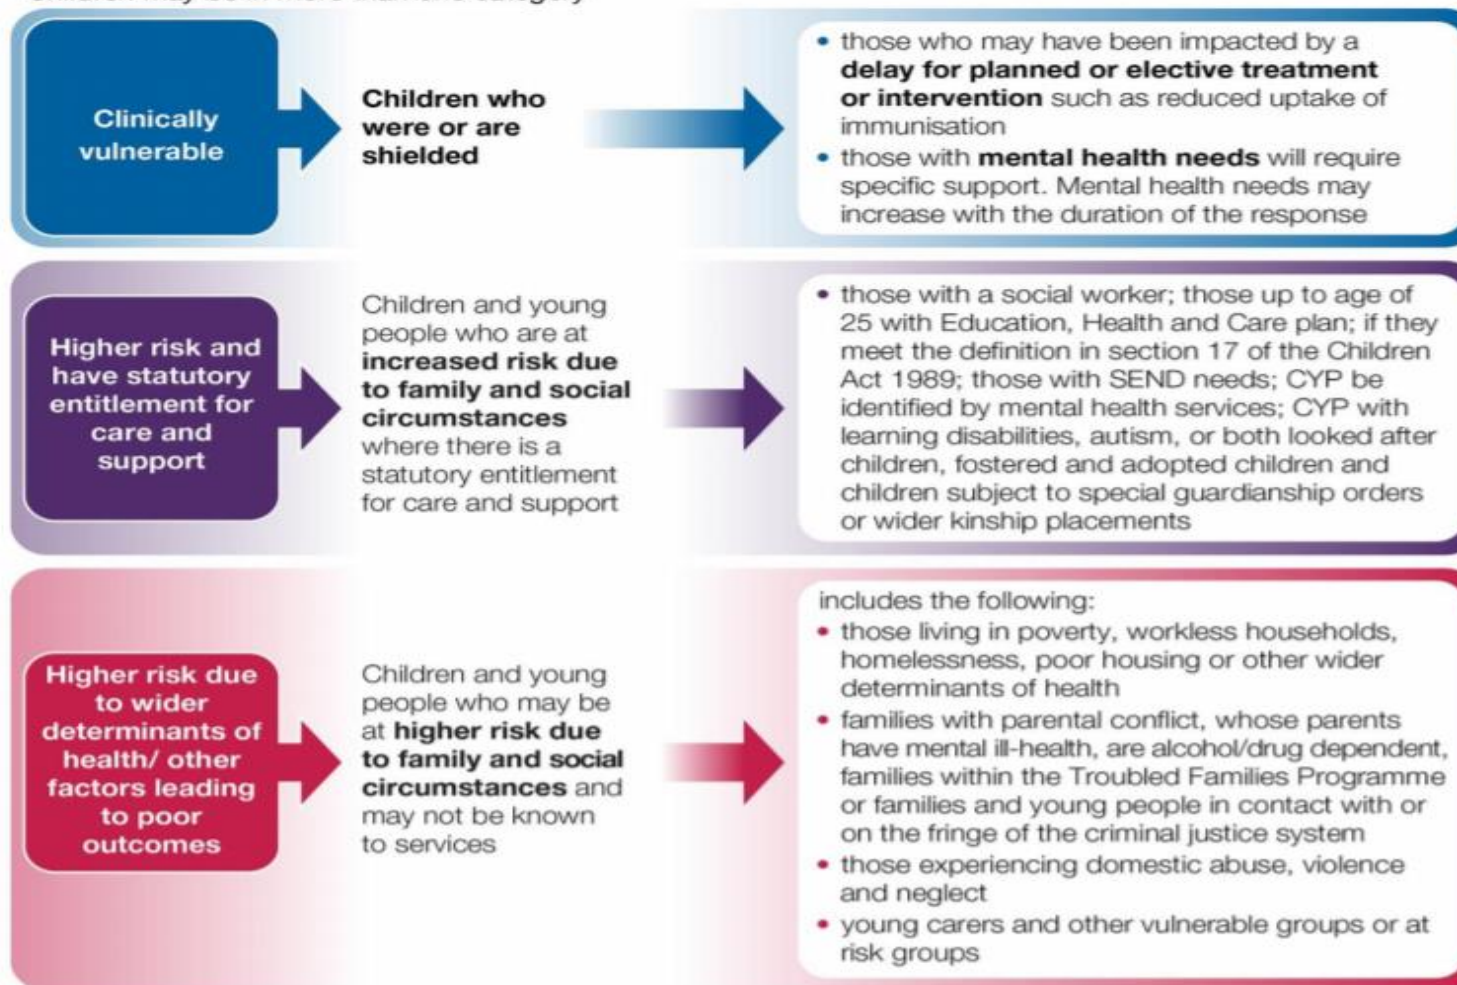 Clinically
vulnerable
Children who
were or are
shielded
• those who may have been impacted by a
delay for planned or elective treatment
or intervention such as reduced uptake of
immunisation
• those with mental health needs will require
specific support. Mental health needs may
increase with the duration of the response
Higher risk and
have statutory
entitlement for
care and
support
Children and young
people who are at
increased risk due
to family and social
circumstances
where there is a
statutory entitlement
for care and support
• those with a social worker; those up to age of
25 with Education, Health and Care plan; if they
meet the definition in section 17 of the Children
Act 1989; those with SEND needs; CYP be
identified by mental health services; CYP with
learning disabilities, autism, or both looked after
children, fostered and adopted children and
children subject to special guardianship orders
or wider kinship placements
Higher risk due
to wider
determinants of
health/ other
factors leading
to poor
outcomes
Children and young
people who may be
at higher risk due
to family and social
circumstances and
may not be known
to services
includes the following:
• those living in poverty, workless households,
homelessness, poor housing or other wider
determinants of health
• families with parental conflict, whose parents
have mental ill-health, are alcohol/drug dependent,
families within the Troubled Families Programme
or families and young people in contact with or
on the fringe of the criminal justice system
• those experiencing domestic abuse, violence
and neglect
• young carers and other vulnerable groups or at
risk groups